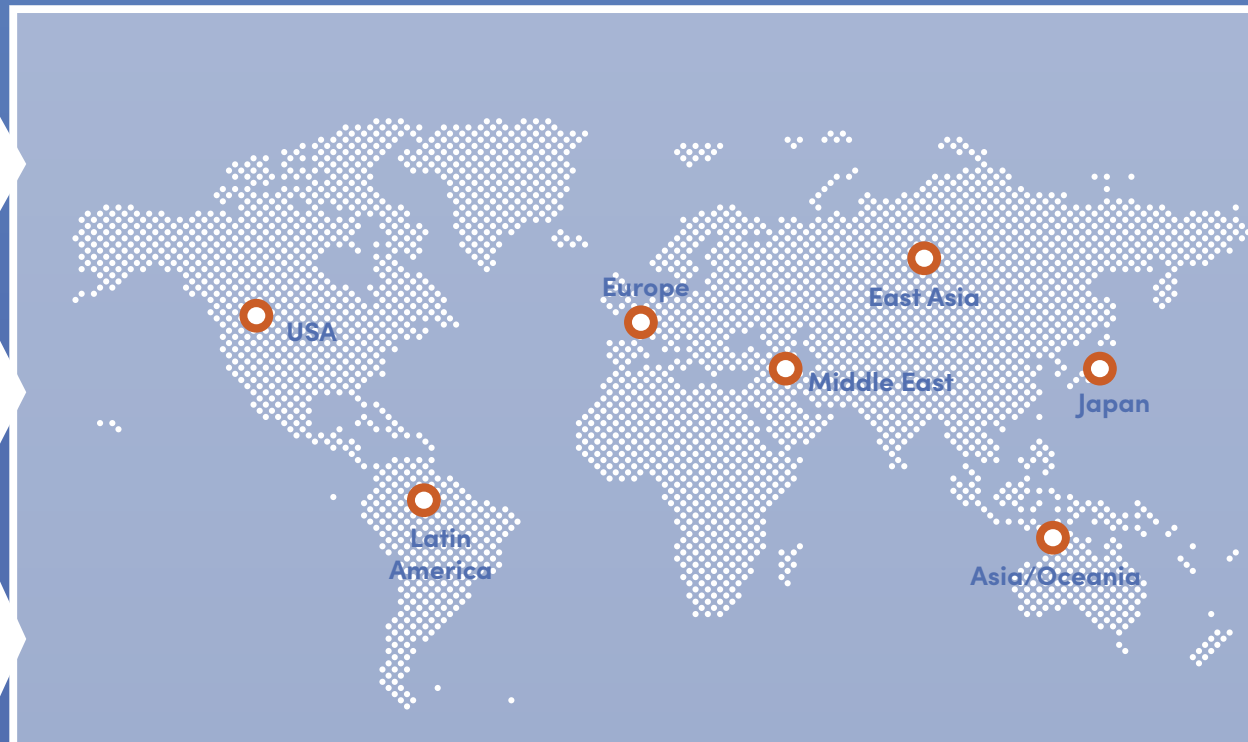 Europe
East Asia
USA
Middle East
Japan
Latin
America
Asia/Oceania